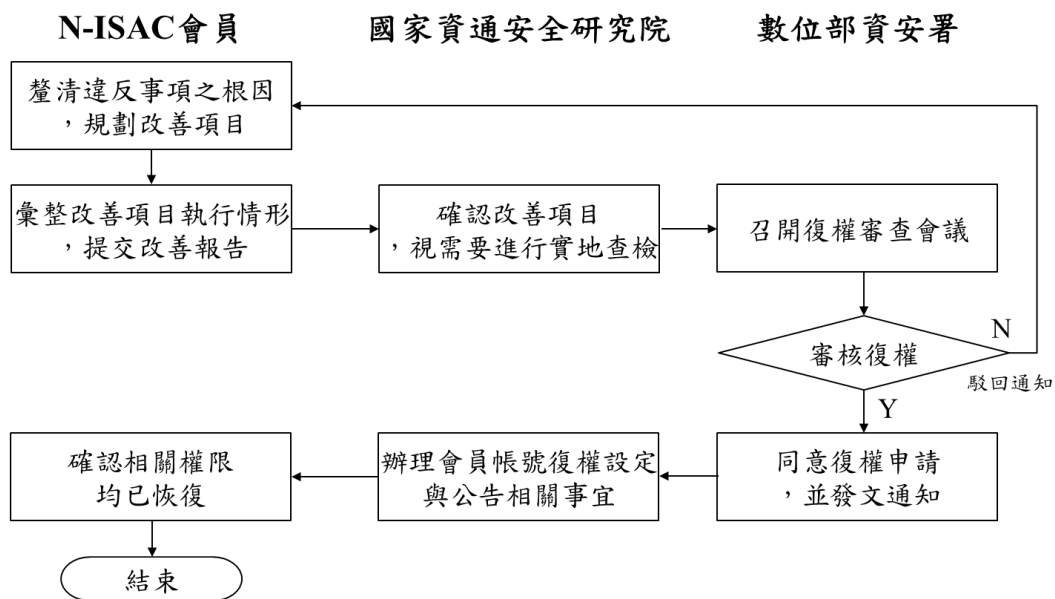 N-ISAC會員
國家資通安全研究院
數位部資安署
釐清違反事項之根因
，規劃改善項目
彙整改善項目執行情形
，提交改善報告
確認改善項目
，視需要進行實地查檢
召開復權審查會議
審核復權
N
駁回通知
Y
同意復權申請
，並發文通知
辦理會員帳號復權設定
與公告相關事宜
確認相關權限
均已恢復
結束